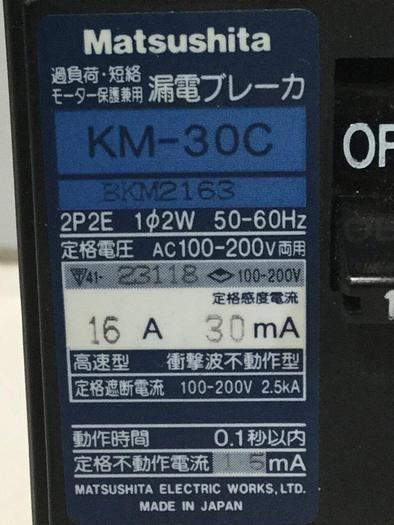 Matsushita
過負荷・短絡
モーター保護兼用 漏電ブレーカ
KM-30C
BKM2163
2P2E 1φ2W 50-60Hz
定格電圧 AC100-200V両用
41- 23118 100-200V
定格感度電流
16 A 30mA
高速型 衝撃波不動作型
定格遮断電流 100-200V 2.5kA
動作時間 0.1秒以内
定格不動作電流 15mA
MATSUSHITA ELECTRIC WORKS, LTD.
MADE IN JAPAN